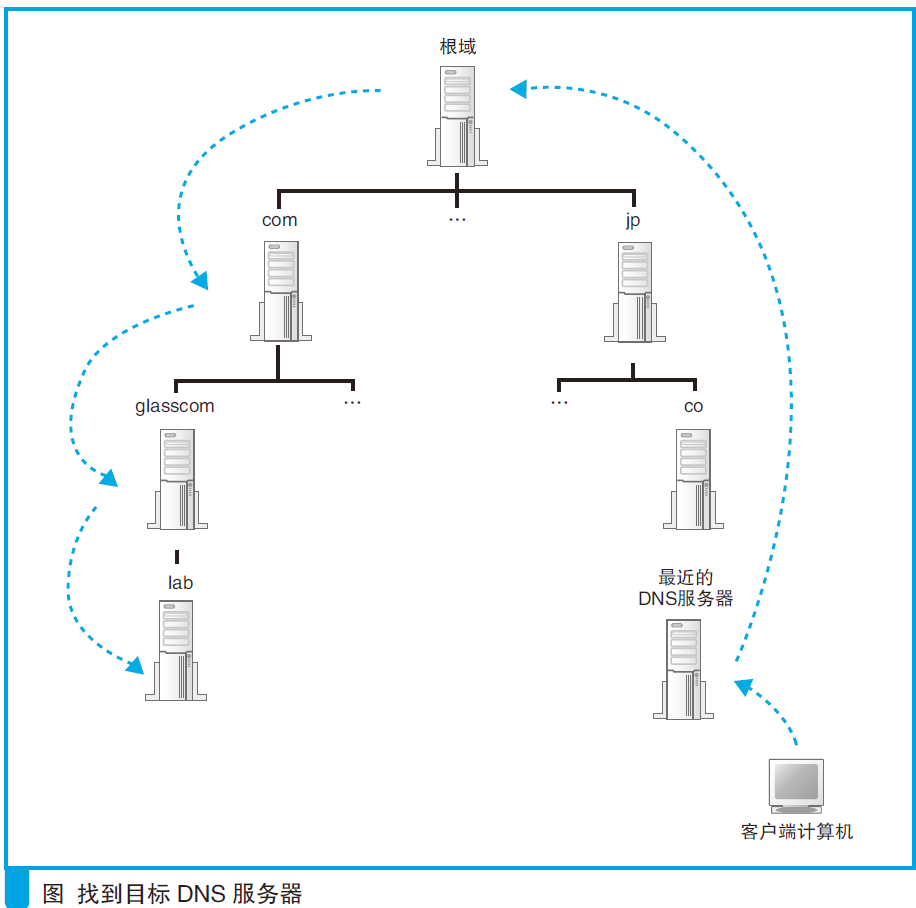 根域
com
…
jp
glasscom
…
…
co
lab
最近的
DNS服务器
客户端计算机
图 找到目标 DNS 服务器